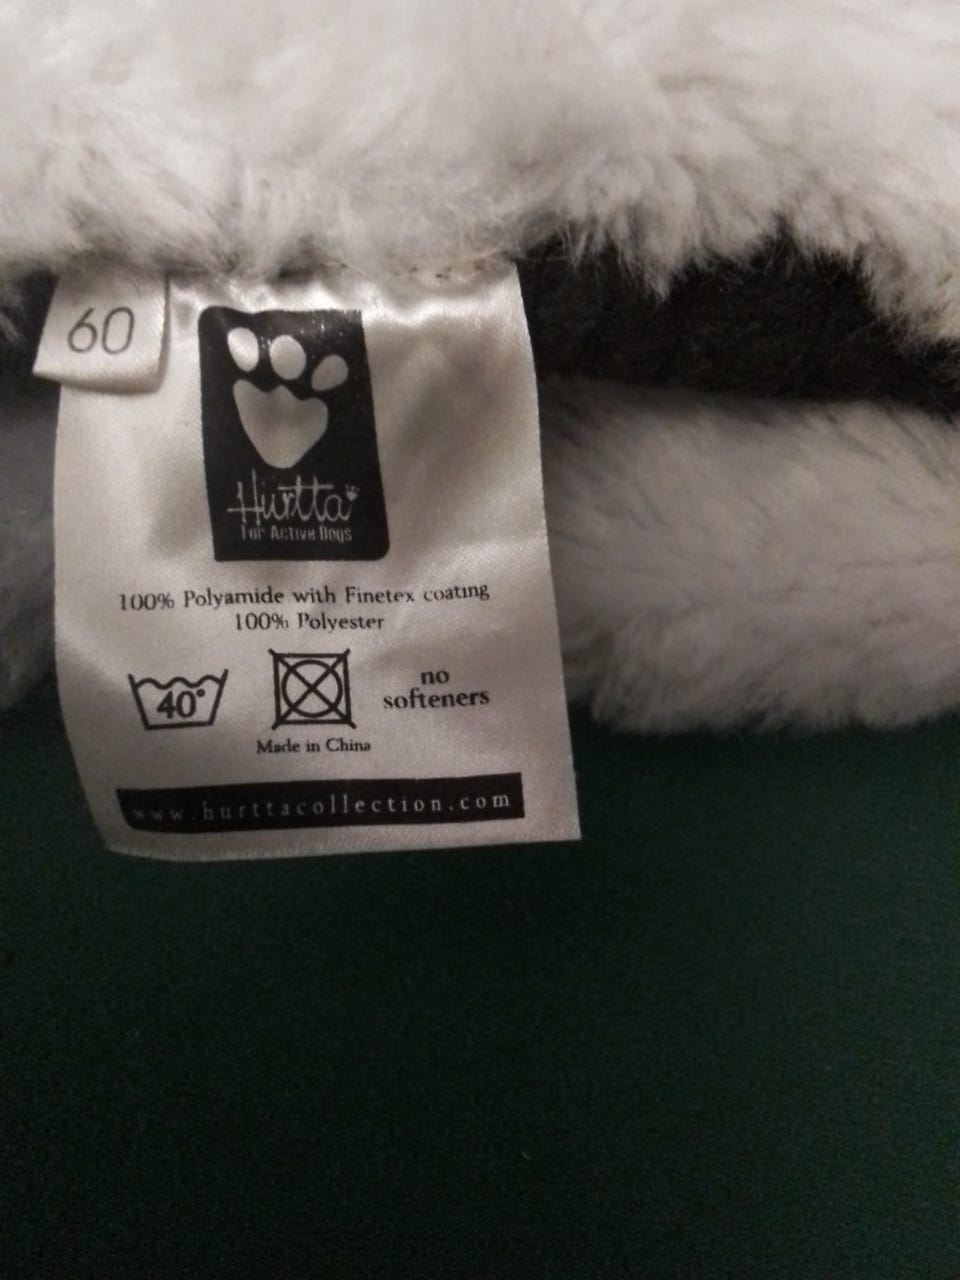 60
Hurtta
For Active Dogs
100% Polyamide with Finetex coating
100% Polyester
40°
no
softeners
Made in China
www.hurttacollection.com